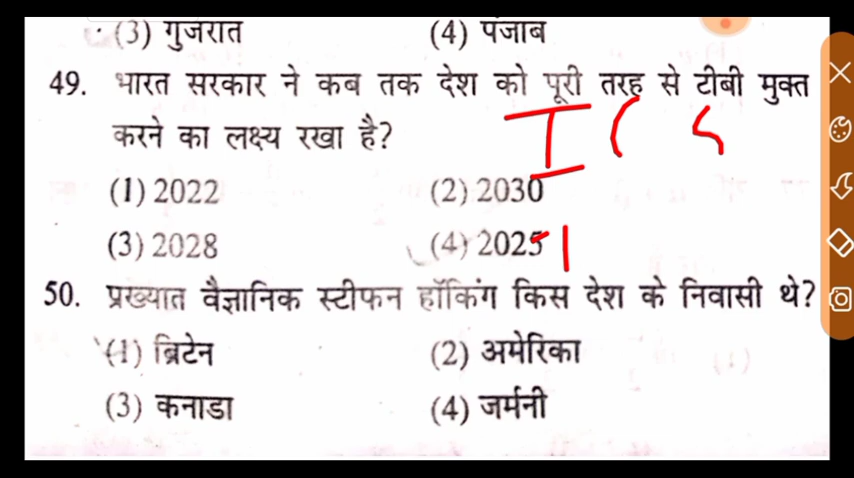 (3) गुजरात (4) पंजाब
49. भारत सरकार ने कब तक देश को पूरी तरह से टीबी मुक्त
करने का लक्ष्य रखा है?
(1) 2022 (2) 2030
(3) 2028 (4) 2025
50. प्रख्यात वैज्ञानिक स्टीफन हॉकिंग किस देश के निवासी थे?
(1) ब्रिटेन (2) अमेरिका
(3) कनाडा (4) जर्मनी